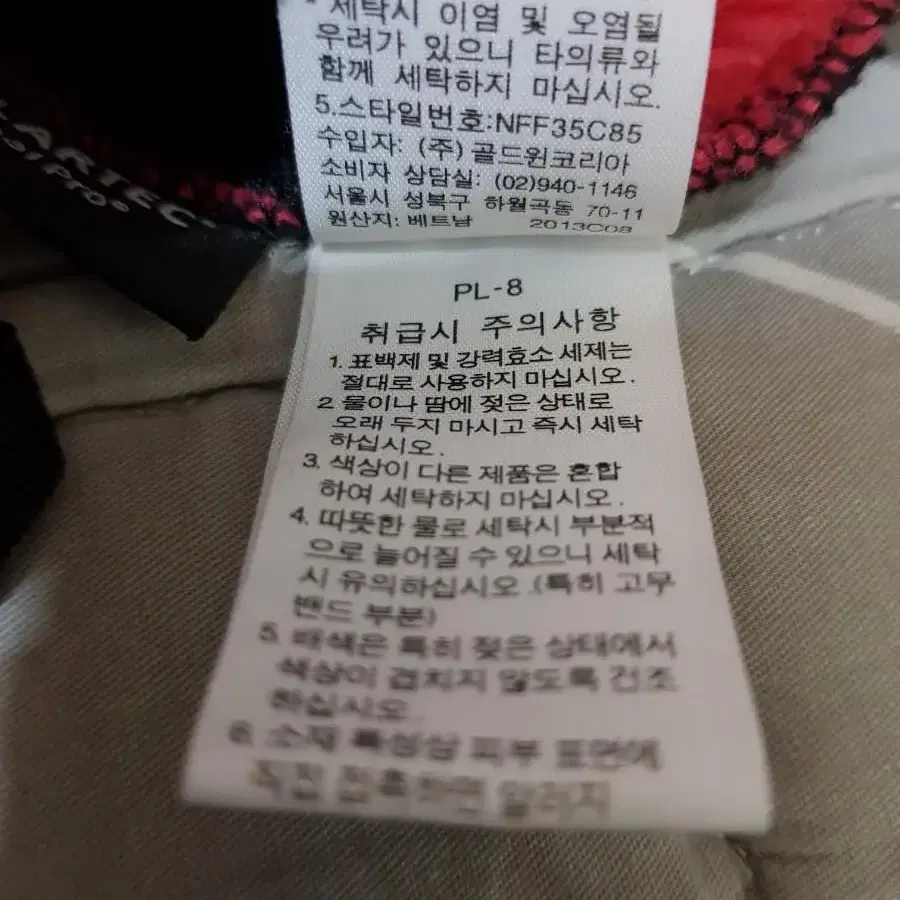 - 세탁시 이염 및 오염될
우려가 있으니 타의류와
함께 세탁하지 마십시오.
5.스타일번호:NFF35C85
수입자: (주) 골드윈코리아
소비자 상담실: (02)940-1146
서울시 성북구 하월곡동 70-11
원산지: 베트남 2013C08
PL-8
취급시 주의사항
1. 표백제 및 강력효소 세제는
절대로 사용하지 마십시오.
2. 물이나 땀에 젖은 상태로
오래 두지 마시고 즉시 세탁
하십시오.
3. 색상이 다른 제품은 혼합
하여 세탁하지 마십시오.
4. 따뜻한 물로 세탁시 부분적
으로 늘어질 수 있으니 세탁
시 유의하십시오.(특히 고무
밴드 부분)
5. 배색은 특히 젖은 상태에서
색상이 겹치지 않도록 건조
하십시오.
6. 소재 특성상 피부 표면에
직접 접촉하면 알러지
ARTEC
Pro®